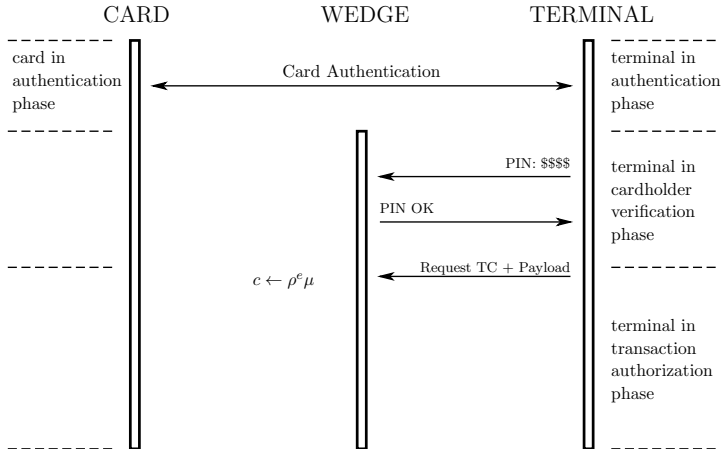 CARD WEDGE TERMINAL
card in
authentication
phase
Card Authentication
terminal in
authentication
phase
PIN: $$$$
PIN OK
terminal in
cardholder
verification
phase
Request TC + Payload
c ← ρ^e μ
terminal in
transaction
authorization
phase